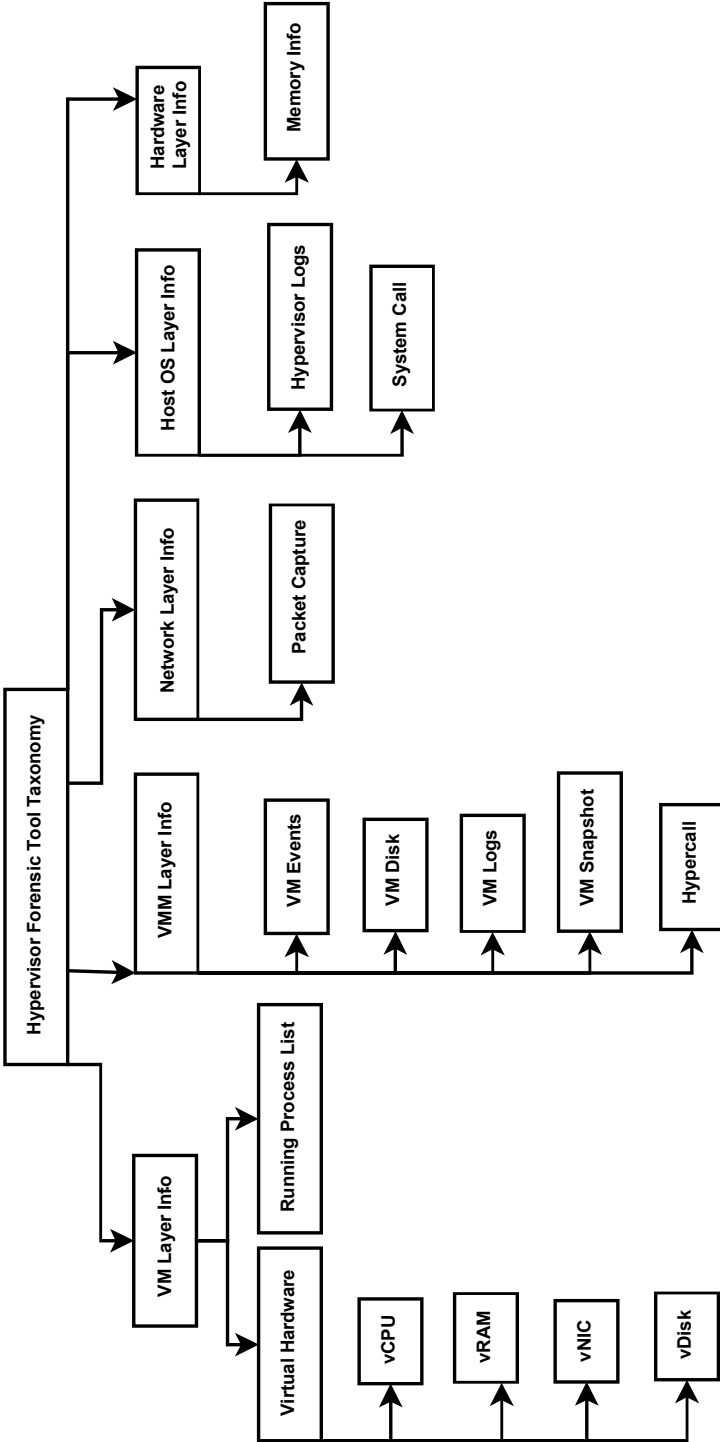 Hypervisor Forensic Tool Taxonomy
VM Layer Info
VMM Layer Info
Network Layer Info
Host OS Layer Info
Hardware
Layer Info
Virtual Hardware
Running Process List
VM Events
Packet Capture
Hypervisor Logs
Memory Info
vCPU
VM Disk
System Call
vRAM
VM Logs
vNIC
VM Snapshot
vDisk
Hypercall